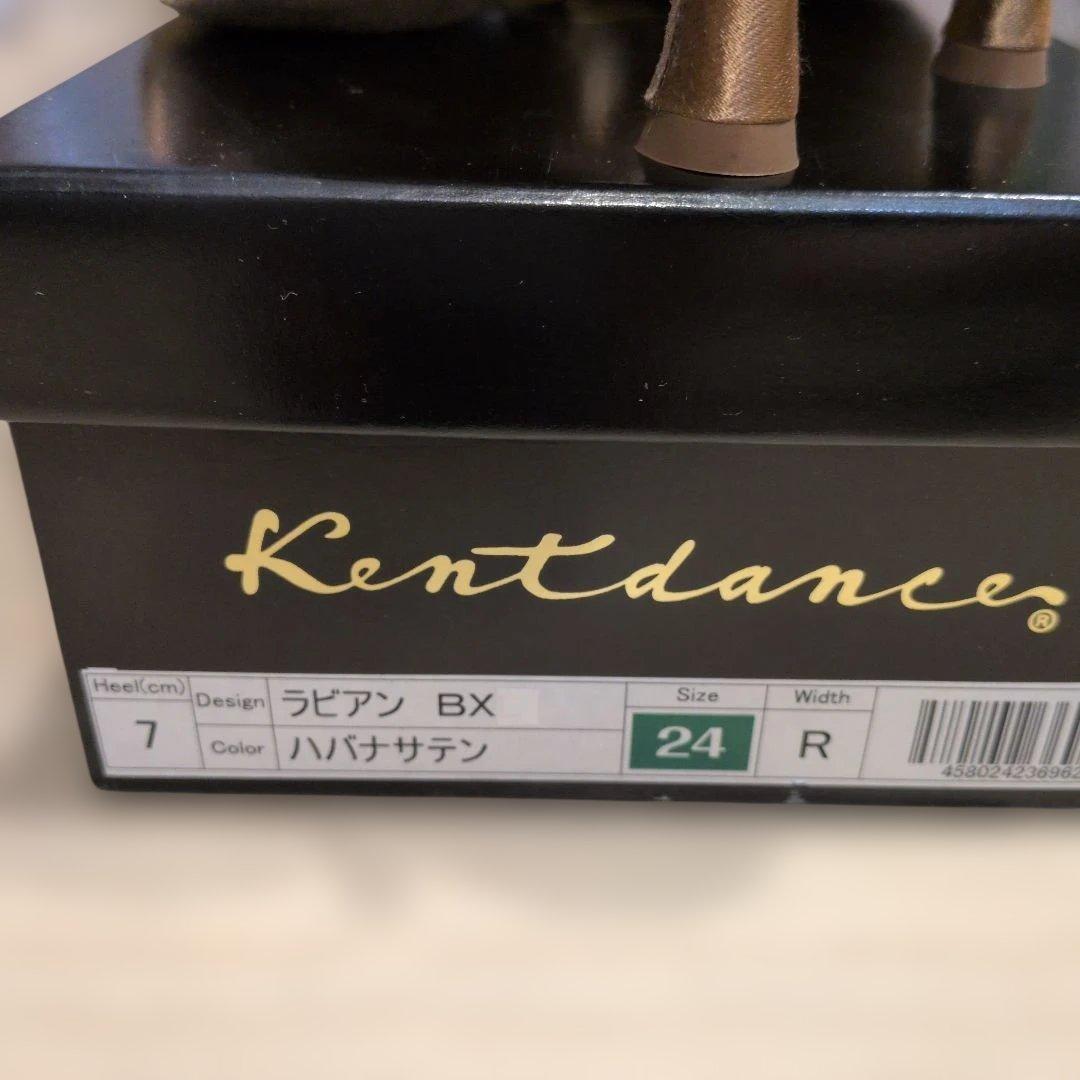 Kentdance®
Heel(cm) 7
Design ラビアン BX
Color ハバナサテン
Size 24
Width R
458024236962